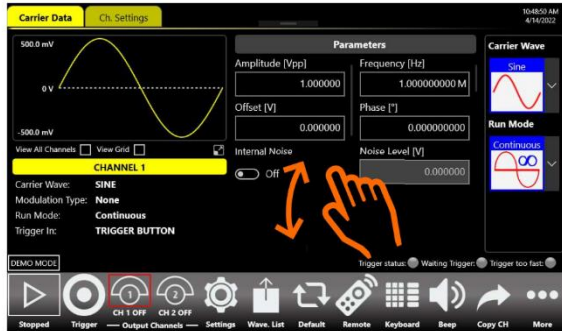 Carrier Data
Ch. Settings
10:48:50 AM
4/14/2022
500.0 mV
0 V
-500.0 mV
View All Channels
View Grid
CHANNEL 1
Carrier Wave: SINE
Modulation Type: None
Run Mode: Continuous
Trigger In: TRIGGER BUTTON
Parameters
Amplitude [Vpp]
1.000000
Frequency [Hz]
1.000000000 M
Offset [V]
0.000000
Phase [°]
0.000000000
Internal Noise
Off
Noise Level [V]
0.000000
Carrier Wave
Sine
Run Mode
Continuous
DEMO MODE
Trigger status: Waiting Trigger: Trigger too fast:
1
2
CH 1 OFF
CH 2 OFF
Stopped
Trigger
Output Channels
Settings
Wave. List
Default
Remote
Keyboard
Beep
Copy CH
More